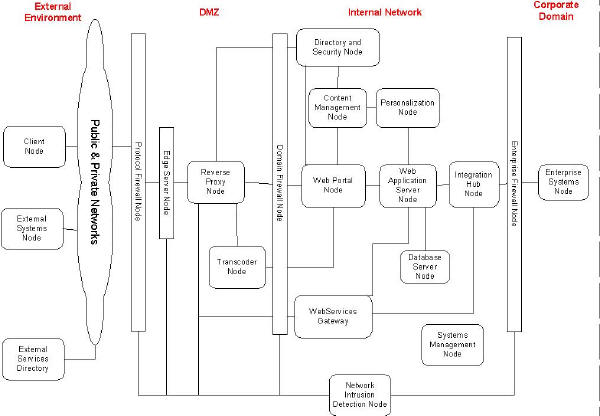 External
Environment
DMZ
Internal Network
Corporate
Domain
Directory and
Security Node
Content
Management
Node
Personalization
Node
Client
Node
Public & Private Networks
Protocol Firewall Node
Edge Server Node
Reverse
Proxy
Node
Domain Firewall Node
Web Portal
Node
Web
Application
Server
Node
Integration
Hub
Node
Enterprise Firewall Node
Enterprise
Systems
Node
External
Systems
Node
Transcoder
Node
Database
Server
Node
WebServices
Gateway
Systems
Management
Node
External
Services
Directory
Network
Intrusion
Detection Node